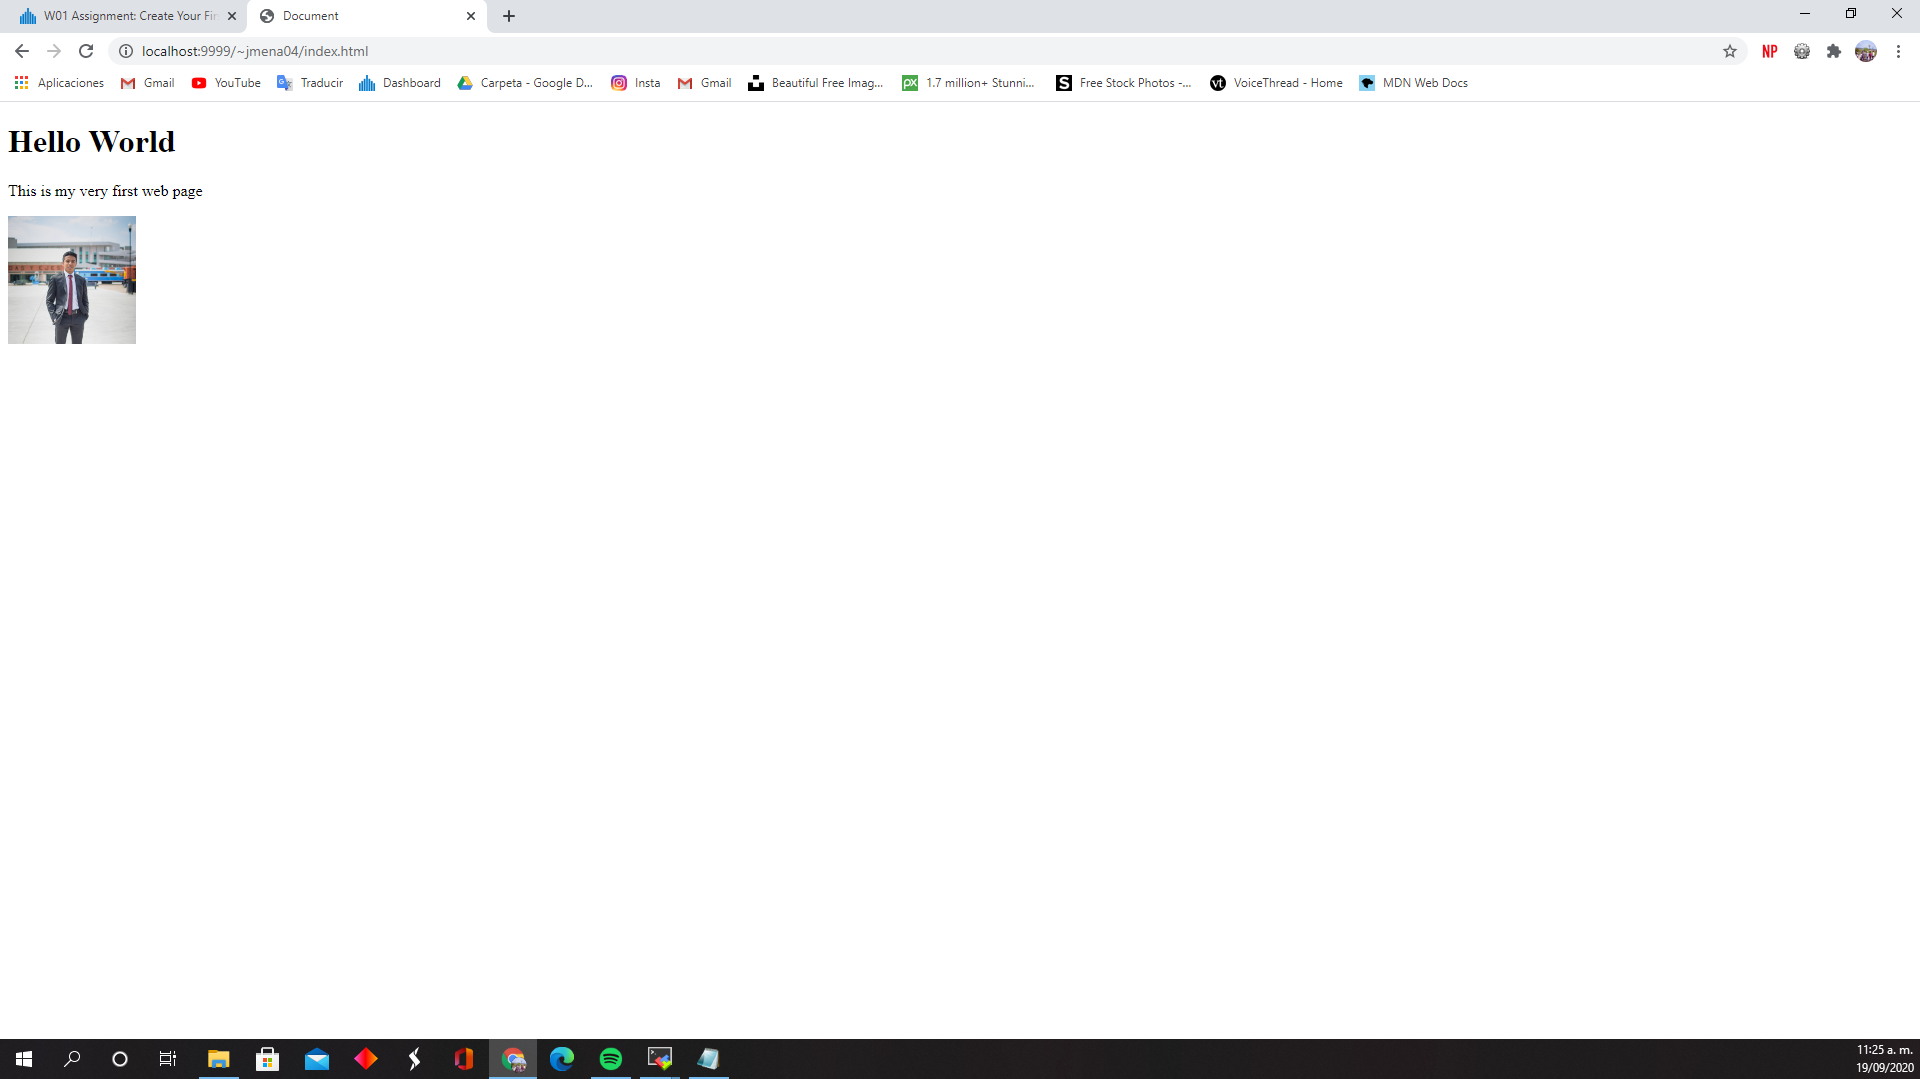 W01 Assignment: Create Your Fir
Document
localhost:9999/~jmena04/index.html
NP
Aplicaciones
Gmail
YouTube
Traducir
Dashboard
Carpeta - Google D...
Insta
Gmail
Beautiful Free Imag...
px
1.7 million+ Stunni...
S
Free Stock Photos -...
vt
VoiceThread - Home
MDN Web Docs
Hello World
This is my very first web page
11:25 a. m.
19/09/2020